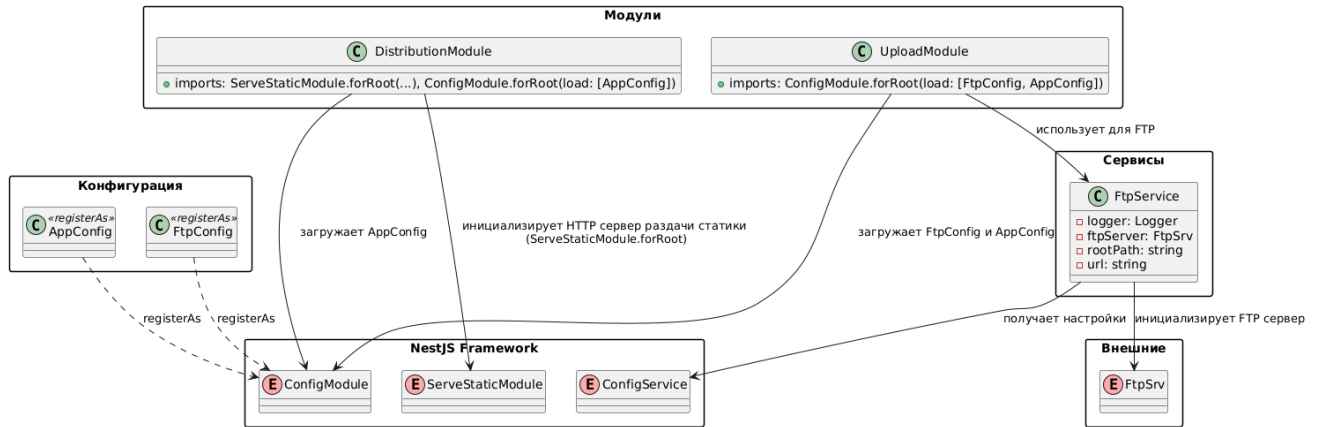 Модули
C DistributionModule
imports: ServeStaticModule.forRoot(...), ConfigModule.forRoot(load: [AppConfig])
C UploadModule
imports: ConfigModule.forRoot(load: [FtpConfig, AppConfig])
использует для FTP
Конфигурация
C «registerAs»
AppConfig
C «registerAs»
FtpConfig
Сервисы
C FtpService
logger: Logger
ftpServer: FtpSrv
rootPath: string
url: string
загружает AppConfig
инициализирует HTTP сервер раздачи статики
(ServeStaticModule.forRoot)
загружает FtpConfig и AppConfig
registerAs
registerAs
получает настройки
инициализирует FTP сервер
NestJS Framework
E ConfigModule
E ServeStaticModule
E ConfigService
Внешние
E FtpSrv